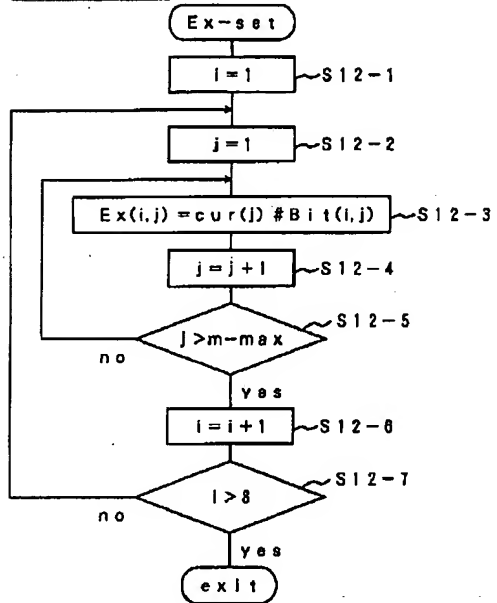 Ex-set
i=1
S12-1
j=1
S12-2
Ex(i,j)=cur(j)#Bit(i,j)
S12-3
j=j+1
S12-4
j>m-max
S12-5
no
yes
i=i+1
S12-6
i>8
S12-7
no
yes
exit